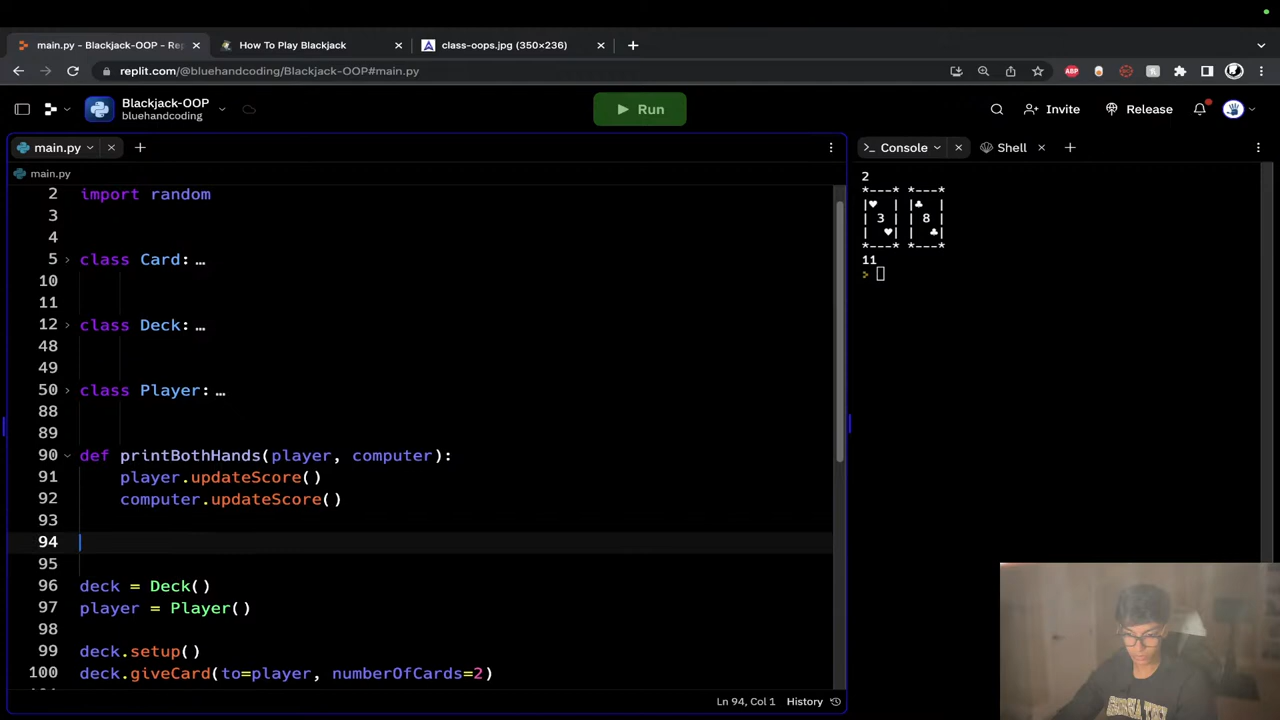 main.py - Blackjack-OOP - Rep
How To Play Blackjack
class-oops.jpg (350×236)
replit.com/@bluehandcoding/Blackjack-OOP#main.py
ABP
Blackjack-OOP
bluehandcoding
Run
Invite
Release
main.py
Console
Shell
main.py
2 import random
3
4
5 class Card: …
10
11
12 class Deck: …
48
49
50 class Player: …
88
89
90 def printBothHands(player, computer):
91 player.updateScore()
92 computer.updateScore()
93
94
95
96 deck = Deck()
97 player = Player()
98
99 deck.setup()
100 deck.giveCard(to=player, numberOfCards=2)
Ln 94, Col 1
History
2
*---* *---*
|♥  | |♣  |
| 3 | | 8 |
|  ♥| |  ♣|
*---* *---*
11
>